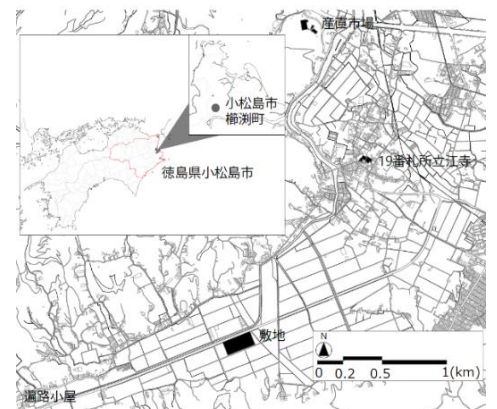 産直市場
小松島市
櫛渕町
徳島県小松島市
19番札所立江寺
敷地
N
0 0.2 0.5 1(km)
遍路小屋